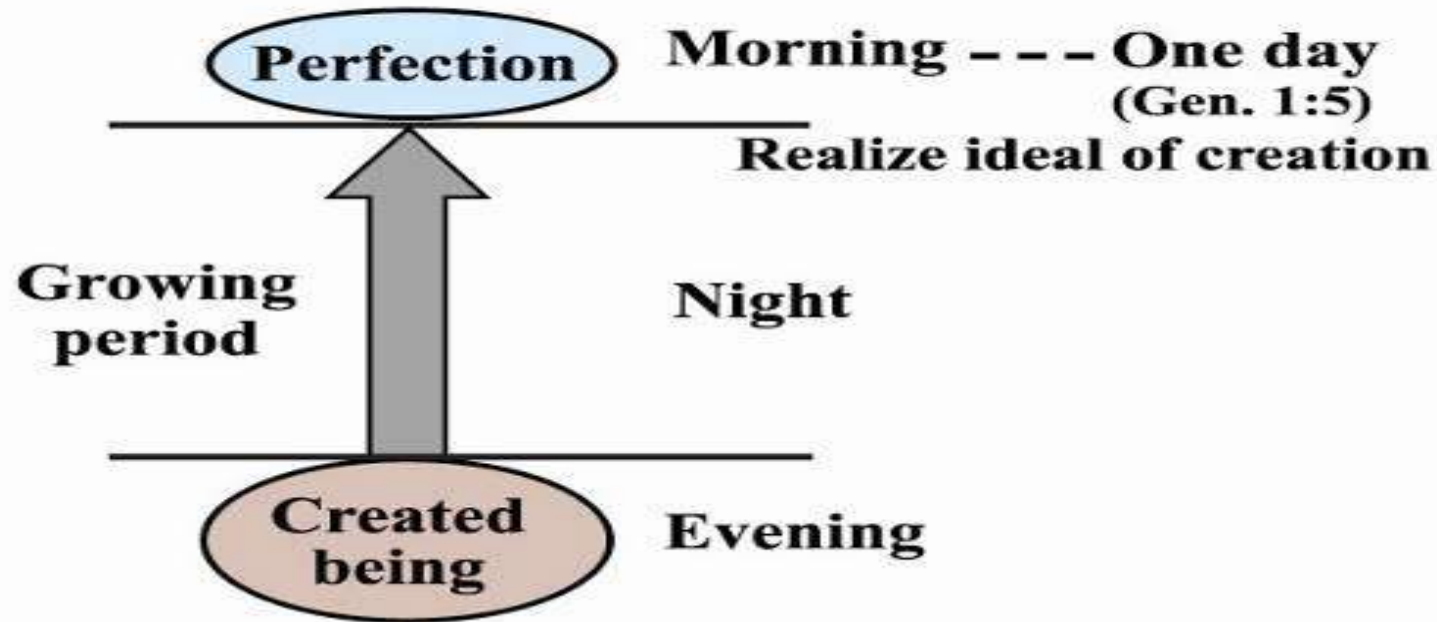 Perfection
Morning - - - One day
(Gen. 1:5)
Realize ideal of creation
Growing
period
Night
Created
being
Evening